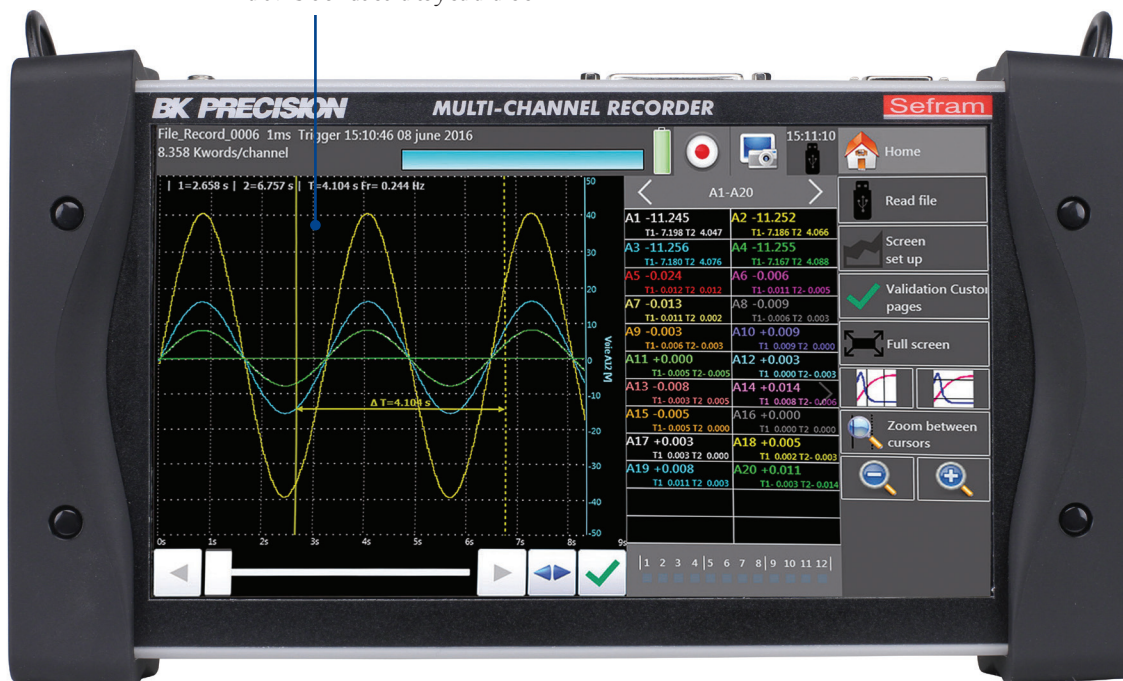 BK PRECISION MULTI-CHANNEL RECORDER Sefram
File_Record_0006 1ms Trigger 15:10:46 08 june 2016
8.358 Kwords/channel
15:11:10
Home
| 1=2.658 s | 2=6.757 s | T=4.104 s Fr= 0.244 Hz
50
40
30
20
10
0
-10
-20
-30
-40
-50
Voie A12 M
Δ T=4.104 s
0s 1s 2s 3s 4s 6s 7s 8s 9s
A1-A20
A1 -11.245 A2 -11.252
T1- 7.198 T2 4.047 T1- 7.186 T2 4.066
A3 -11.256 A4 -11.255
T1- 7.180 T2 4.076 T1- 7.167 T2 4.088
A5 -0.024 A6 -0.006
T1- 0.012 T2 0.012 T1- 0.011 T2- 0.005
A7 -0.013 A8 -0.009
T1- 0.011 T2 0.002 T1- 0.006 T2 0.003
A9 -0.003 A10 +0.009
T1- 0.006 T2- 0.003 T1 0.009 T2 0.000
A11 +0.000 A12 +0.003
T1- 0.005 T2- 0.005 T1 0.000 T2- 0.003
A13 -0.008 A14 +0.014
T1- 0.003 T2 0.005 T1 0.008 T2- 0.006
A15 -0.005 A16 +0.000
T1- 0.005 T2 0.000 T1 0.000 T2 0.000
A17 +0.003 A18 +0.005
T1 0.003 T2 0.000 T1 0.002 T2- 0.003
A19 +0.008 A20 +0.011
T1 0.011 T2 0.003 T1- 0.003 T2- 0.014
|1 2 3 4|5 6 7 8|9 10 11 12|
Read file
Screen
set up
Validation Custo
pages
Full screen
Zoom between
cursors